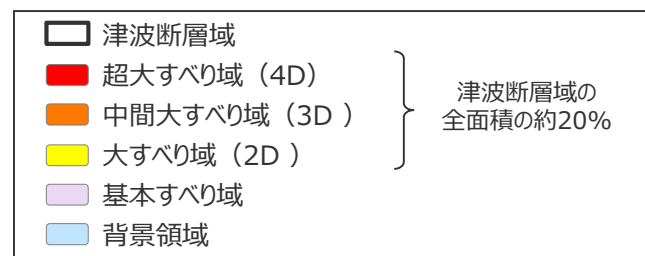 津波断層域
超大すべり域（4D）
中間大すべり域（3D ）
大すべり域（2D ）
津波断層域の
全面積の約20%
基本すべり域
背景領域